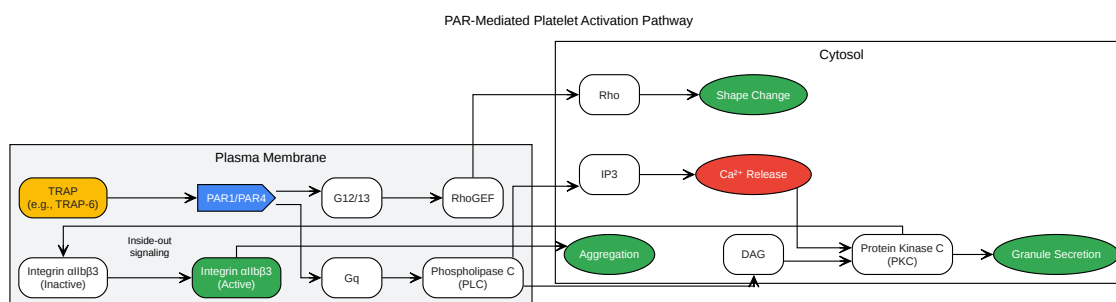 PAR-Mediated Platelet Activation Pathway
Cytosol
Rho
Shape Change
Plasma Membrane
IP3
Ca²⁺ Release
TRAP
(e.g., TRAP-6)
PAR1/PAR4
G12/13
RhoGEF
Inside-out
signaling
Integrin αIIbβ3
(Inactive)
Integrin αIIbβ3
(Active)
Gq
Phospholipase C
(PLC)
Aggregation
DAG
Protein Kinase C
(PKC)
Granule Secretion